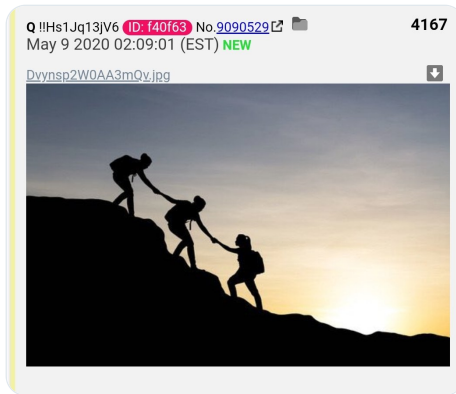 Q !!Hs1Jq13jV6 ID: f40f63 No.9090529 4167
May 9 2020 02:09:01 (EST) NEW
Dvynsp2W0AA3mQv.jpg